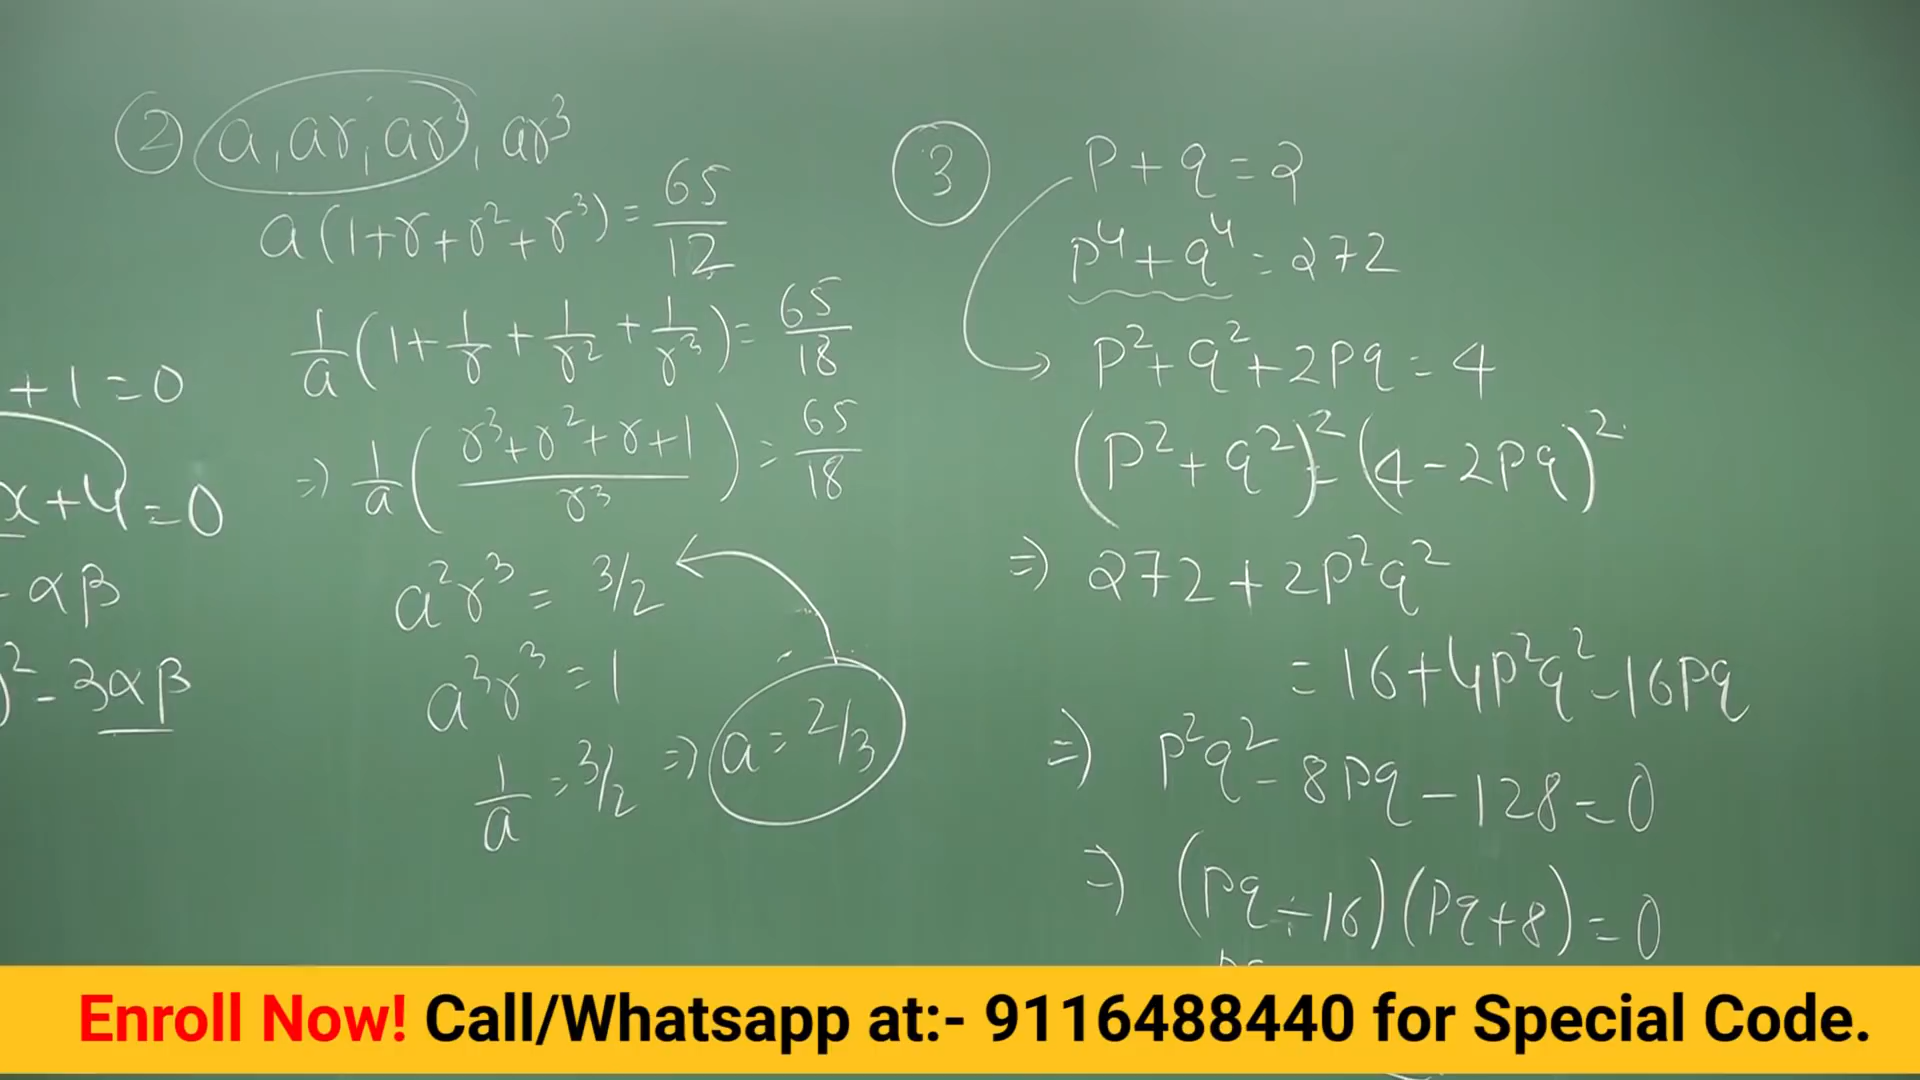 + 1 = 0
x + 4 = 0
- αβ
)² - 3αβ
② a, ar, ar², ar³
a(1+r+r²+r³) = 65/12
1/a (1 + 1/r + 1/r² + 1/r³) = 65/18
⇒ 1/a ((r³+r²+r+1)/r³) = 65/18
a²r³ = 3/2
a³r³ = 1
1/a = 3/2 ⇒ a = 2/3
③ p + q = 2
p⁴ + q⁴ = 272
p² + q² + 2pq = 4
(p² + q²)² = (4 - 2pq)²
⇒ 272 + 2p²q²
= 16 + 4p²q² - 16pq
⇒ p²q² - 8pq - 128 = 0
⇒ (pq - 16)(pq + 8) = 0
Enroll Now! Call/Whatsapp at:- 9116488440 for Special Code.